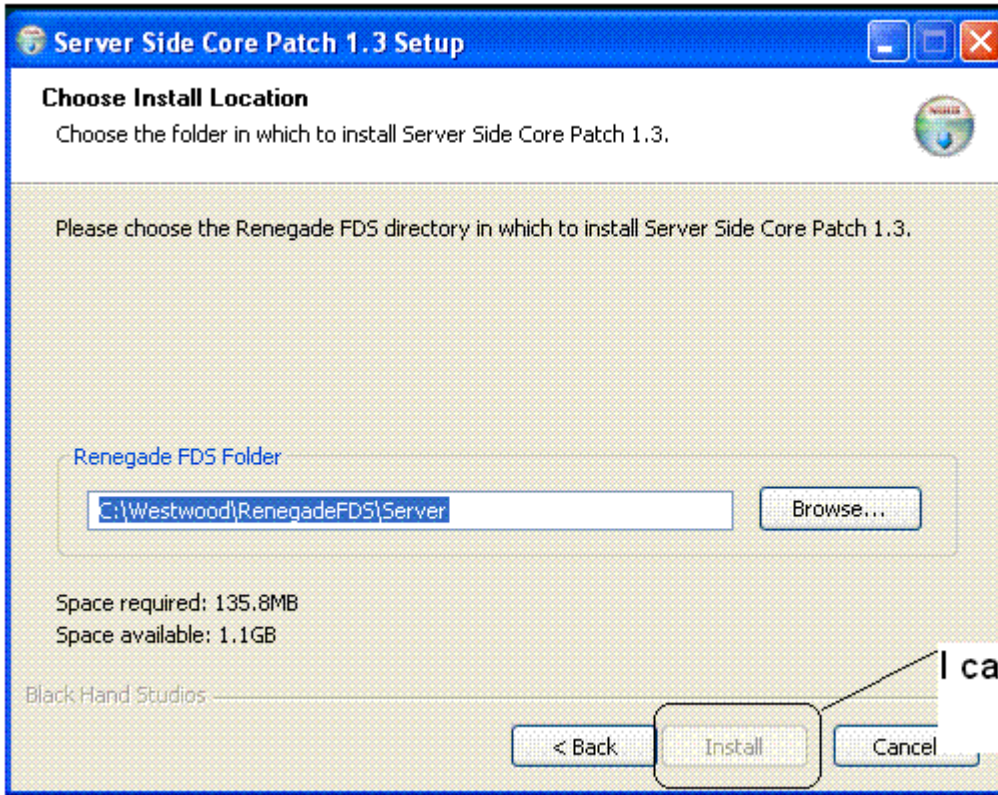 Server Side Core Patch 1.3 Setup
Choose Install Location
Choose the folder in which to install Server Side Core Patch 1.3.
Please choose the Renegade FDS directory in which to install Server Side Core Patch 1.3.
Renegade FDS Folder
C:\Westwood\RenegadeFDS\Server
Browse...
Space required: 135.8MB
Space available: 1.1GB
I ca
Black Hand Studios
< Back
Install
Cancel